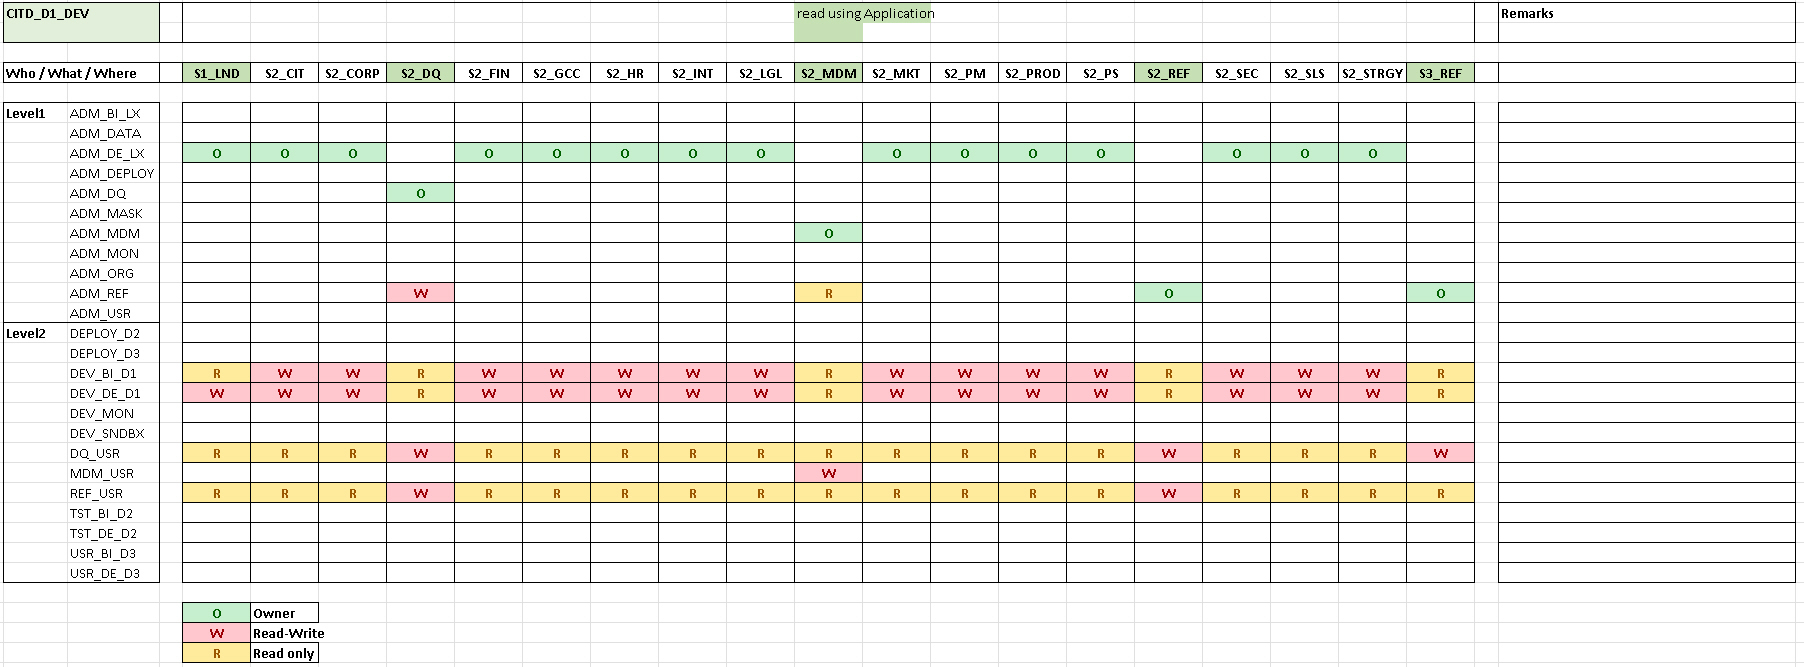 CITD_D1_DEV read using Application Remarks
Who / What / Where S1_LND S2_CIT S2_CORP S2_DQ S2_FIN S2_GCC S2_HR S2_INT S2_LGL S2_MDM S2_MKT S2_PM S2_PROD S2_PS S2_REF S2_SEC S2_SLS S2_STRGY S3_REF
Level1 ADM_BI_LX
ADM_DATA
ADM_DE_LX O O O O O O O O O O O O O O O
ADM_DEPLOY
ADM_DQ O
ADM_MASK
ADM_MDM O
ADM_MON
ADM_ORG
ADM_REF W R O O
ADM_USR
Level2 DEPLOY_D2
DEPLOY_D3
DEV_BI_D1 R W W R W W W W W R W W W W R W W W R
DEV_DE_D1 W W W R W W W W W R W W W W R W W W R
DEV_MON
DEV_SNDBX
DQ_USR R R R W R R R R R R R R R R W R R R W
MDM_USR W
REF_USR R R R W R R R R R R R R R R W R R R R
TST_BI_D2
TST_DE_D2
USR_BI_D3
USR_DE_D3
O Owner
W Read-Write
R Read only